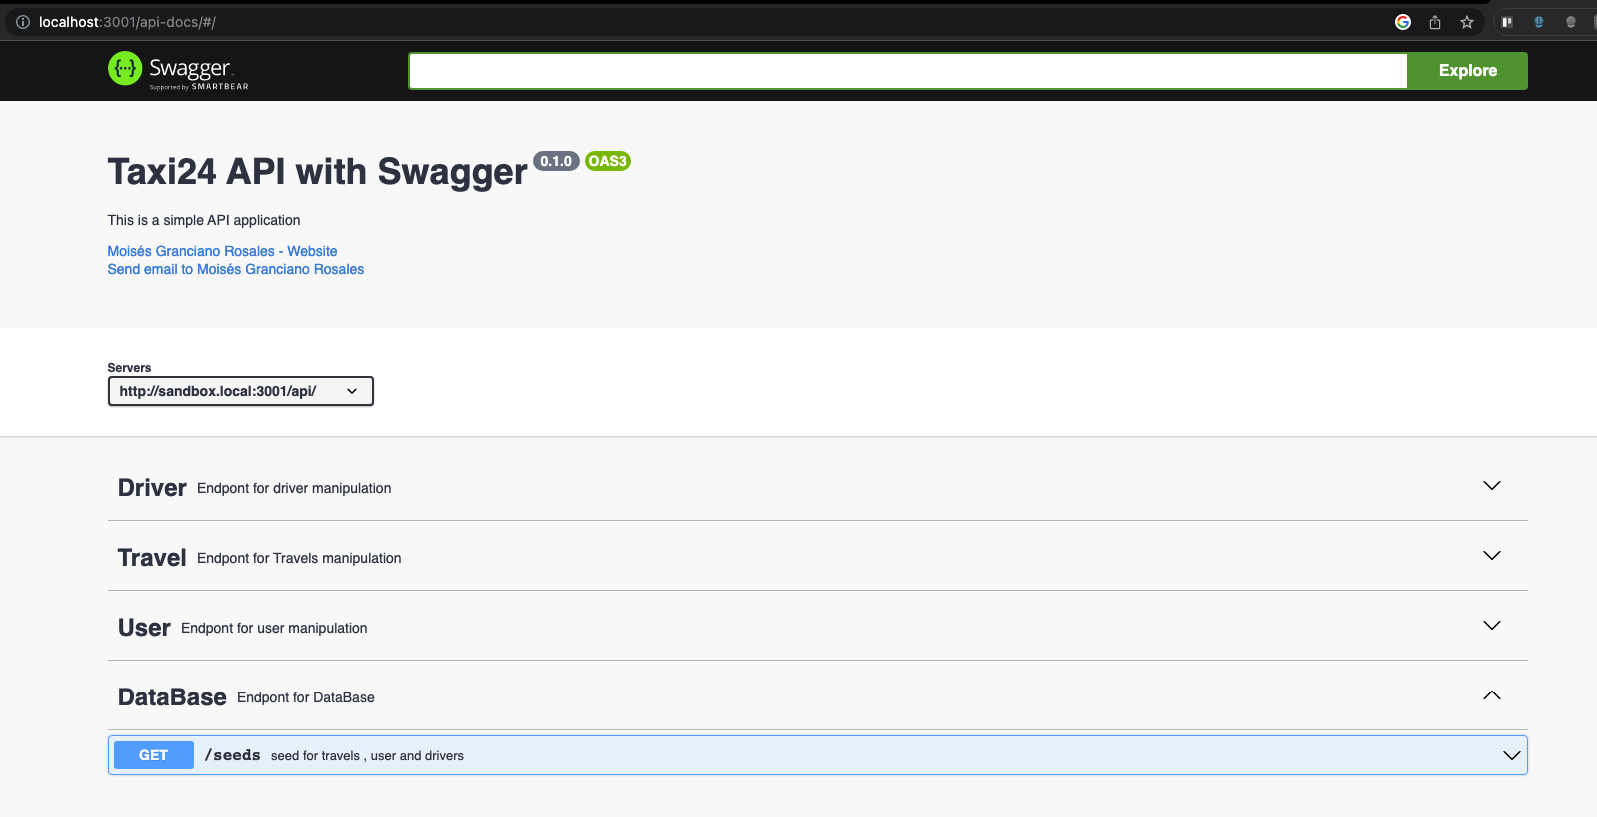 localhost:3001/api-docs/#/
Swagger
Supported by SMARTBEAR
Explore
Taxi24 API with Swagger 0.1.0 OAS3
This is a simple API application
Moisés Granciano Rosales - Website
Send email to Moisés Granciano Rosales
Servers
http://sandbox.local:3001/api/
Driver Endpont for driver manipulation
Travel Endpont for Travels manipulation
User Endpont for user manipulation
DataBase Endpont for DataBase
GET /seeds seed for travels , user and drivers